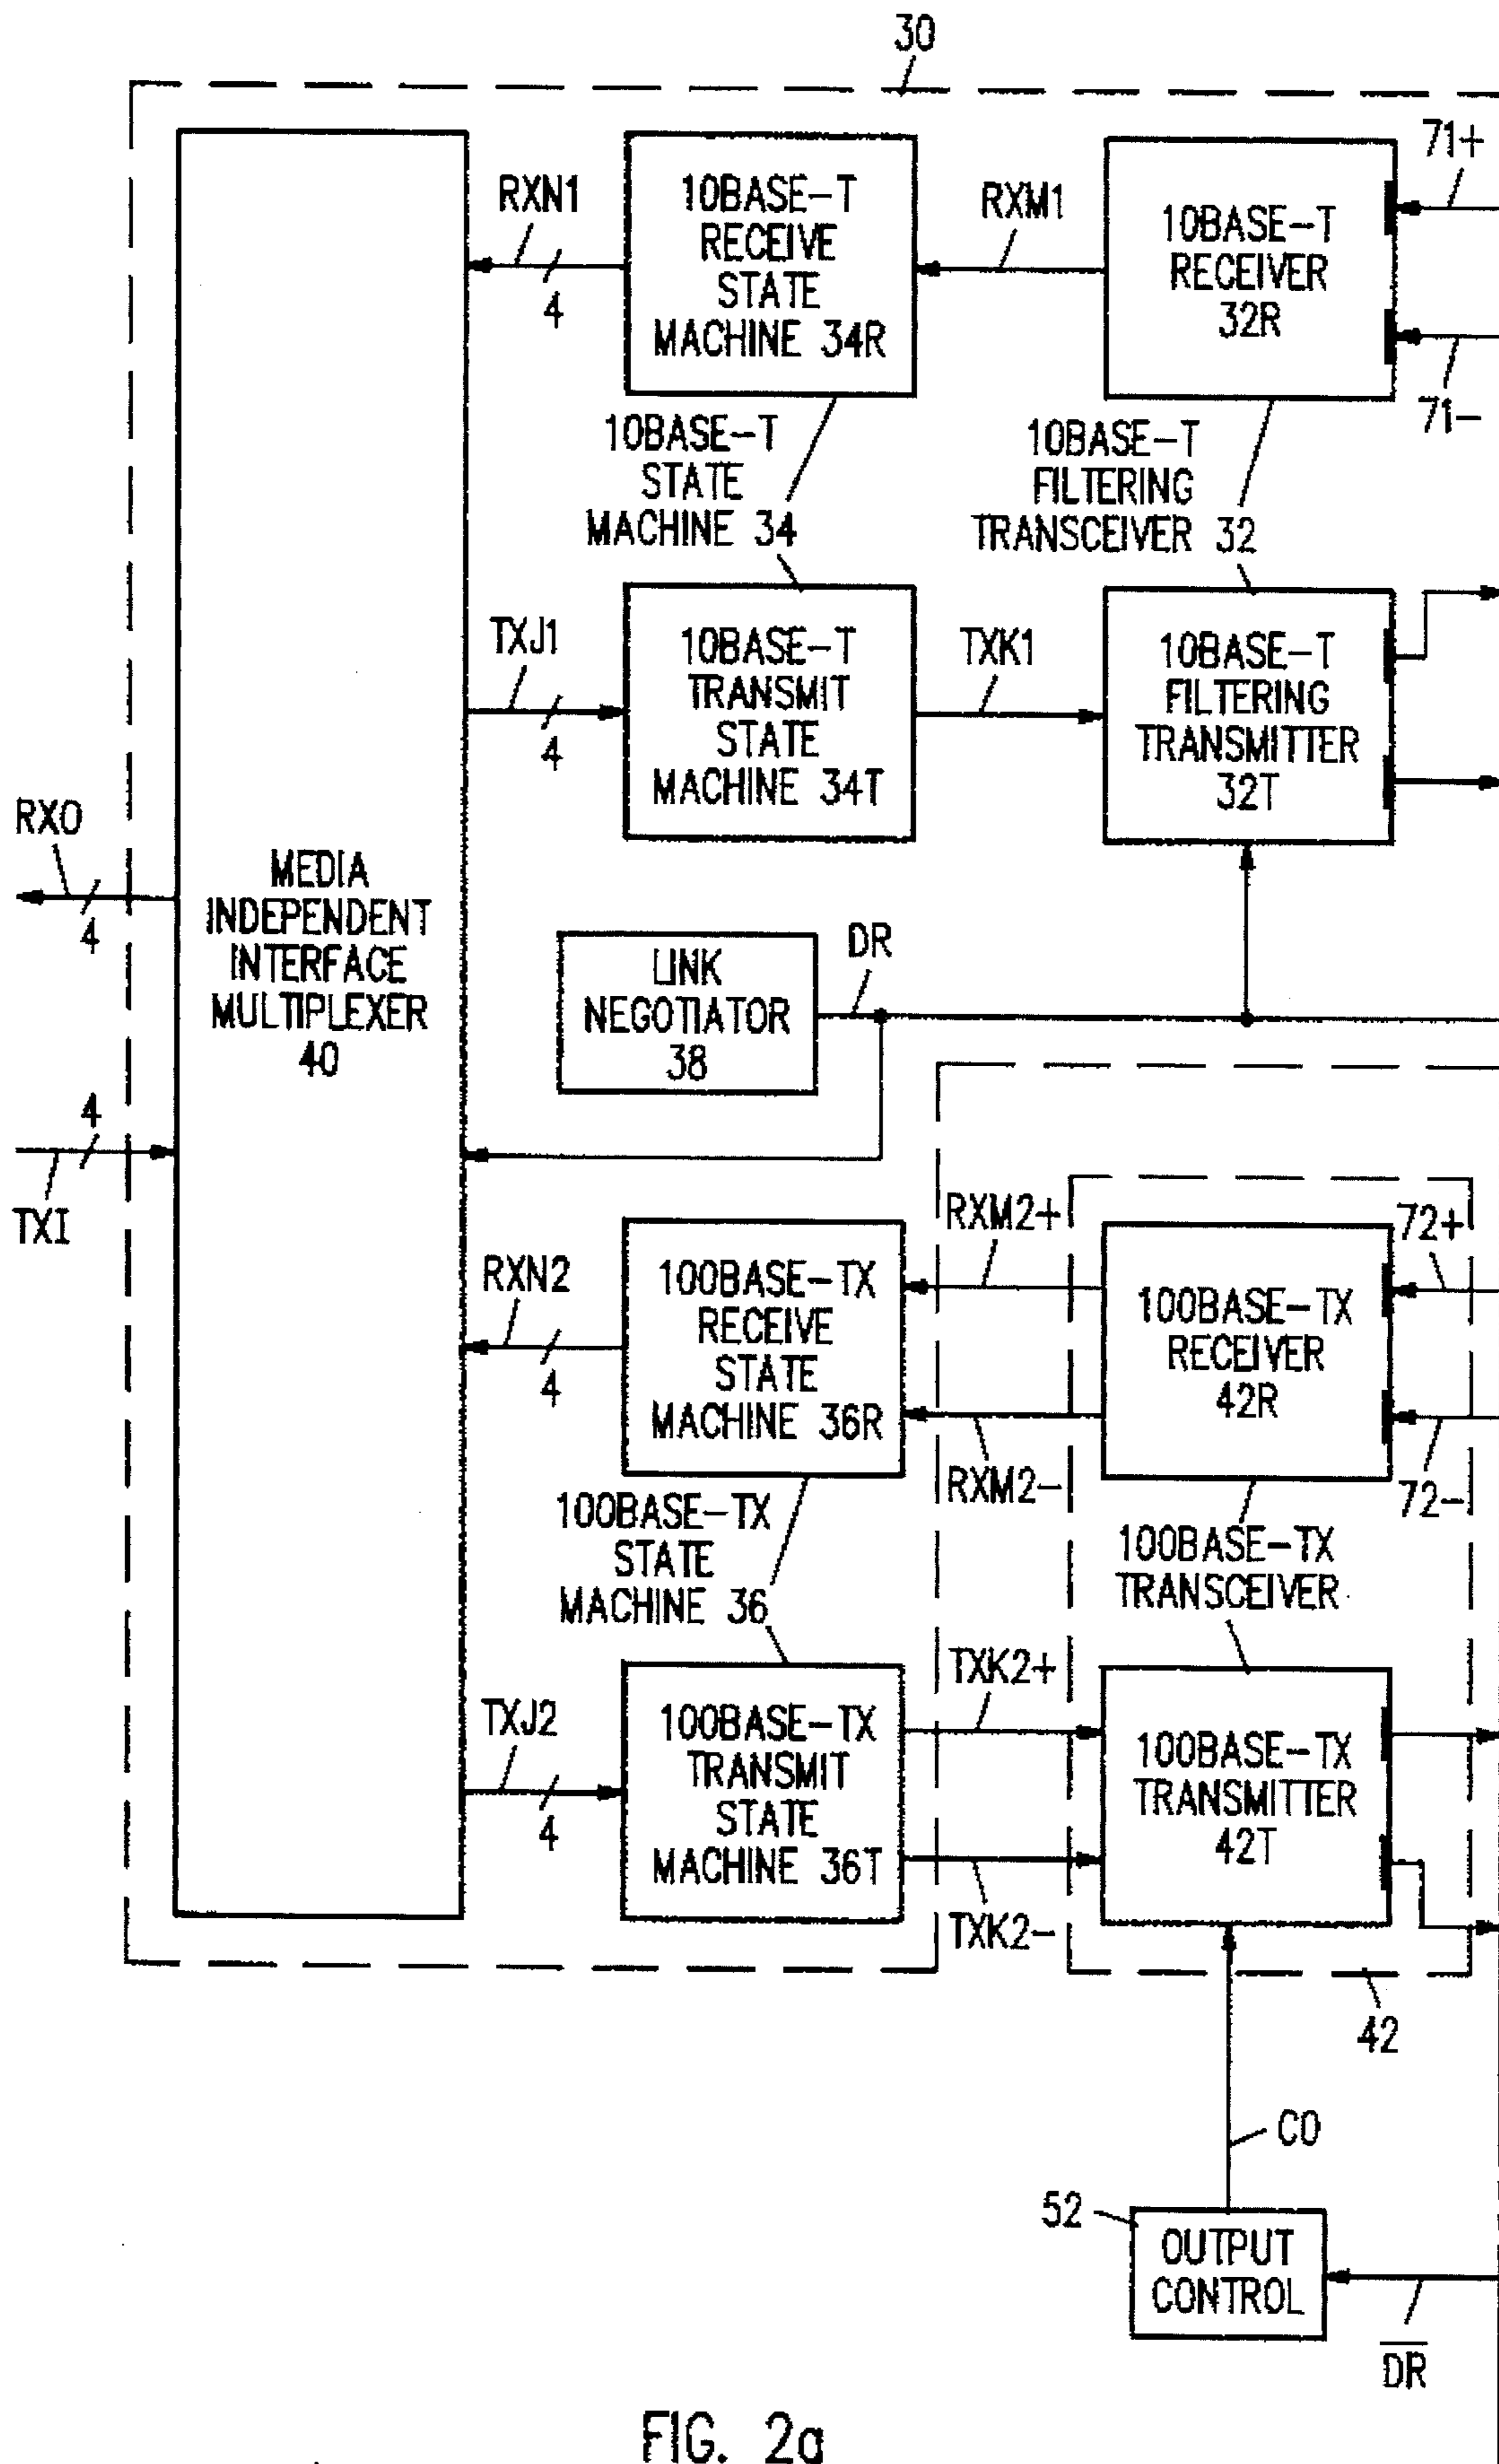 30
71+
RXN1
10BASE-T
RECEIVE
STATE
MACHINE 34R
RXM1
10BASE-T
RECEIVER
32R
4
71-
10BASE-T
STATE
MACHINE 34
10BASE-T
FILTERING
TRANSCEIVER 32
TXJ1
4
10BASE-T
TRANSMIT
STATE
MACHINE 34T
TXK1
10BASE-T
FILTERING
TRANSMITTER
32T
RXO
4
MEDIA
INDEPENDENT
INTERFACE
MULTIPLEXER
40
LINK
NEGOTIATOR
38
DR
4
TXI
RXN2
4
100BASE-TX
RECEIVE
STATE
MACHINE 36R
RXM2+
RXM2-
100BASE-TX
RECEIVER
42R
72+
72-
100BASE-TX
STATE
MACHINE 36
100BASE-TX
TRANSCEIVER
TXJ2
4
100BASE-TX
TRANSMIT
STATE
MACHINE 36T
TXK2+
TXK2-
100BASE-TX
TRANSMITTER
42T
42
CO
52
OUTPUT
CONTROL
D̅R̅
FIG. 2a